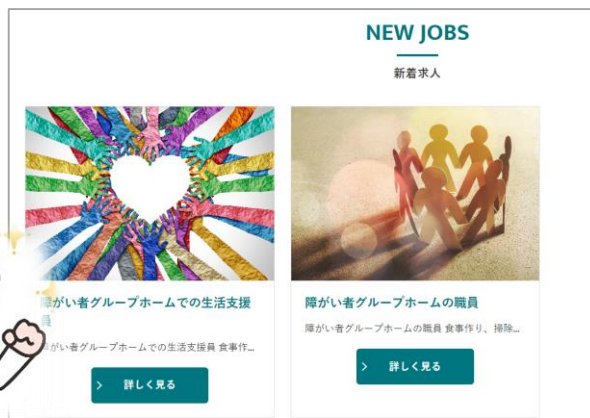 NEW JOBS
新着求人
障がい者グループホームでの生活支援
員
障がい者グループホームでの生活支援員 食事作...
詳しく見る
障がい者グループホームの職員
障がい者グループホームの職員 食事作り、掃除...
詳しく見る